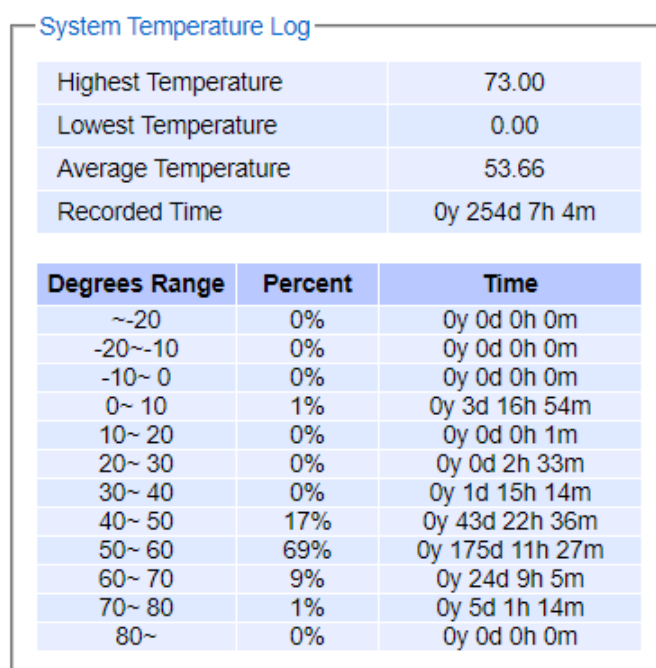 System Temperature Log
Highest Temperature 73.00
Lowest Temperature 0.00
Average Temperature 53.66
Recorded Time 0y 254d 7h 4m
Degrees Range Percent Time
~-20 0% 0y 0d 0h 0m
-20~-10 0% 0y 0d 0h 0m
-10~ 0 0% 0y 0d 0h 0m
0~ 10 1% 0y 3d 16h 54m
10~ 20 0% 0y 0d 0h 1m
20~ 30 0% 0y 0d 2h 33m
30~ 40 0% 0y 1d 15h 14m
40~ 50 17% 0y 43d 22h 36m
50~ 60 69% 0y 175d 11h 27m
60~ 70 9% 0y 24d 9h 5m
70~ 80 1% 0y 5d 1h 14m
80~ 0% 0y 0d 0h 0m